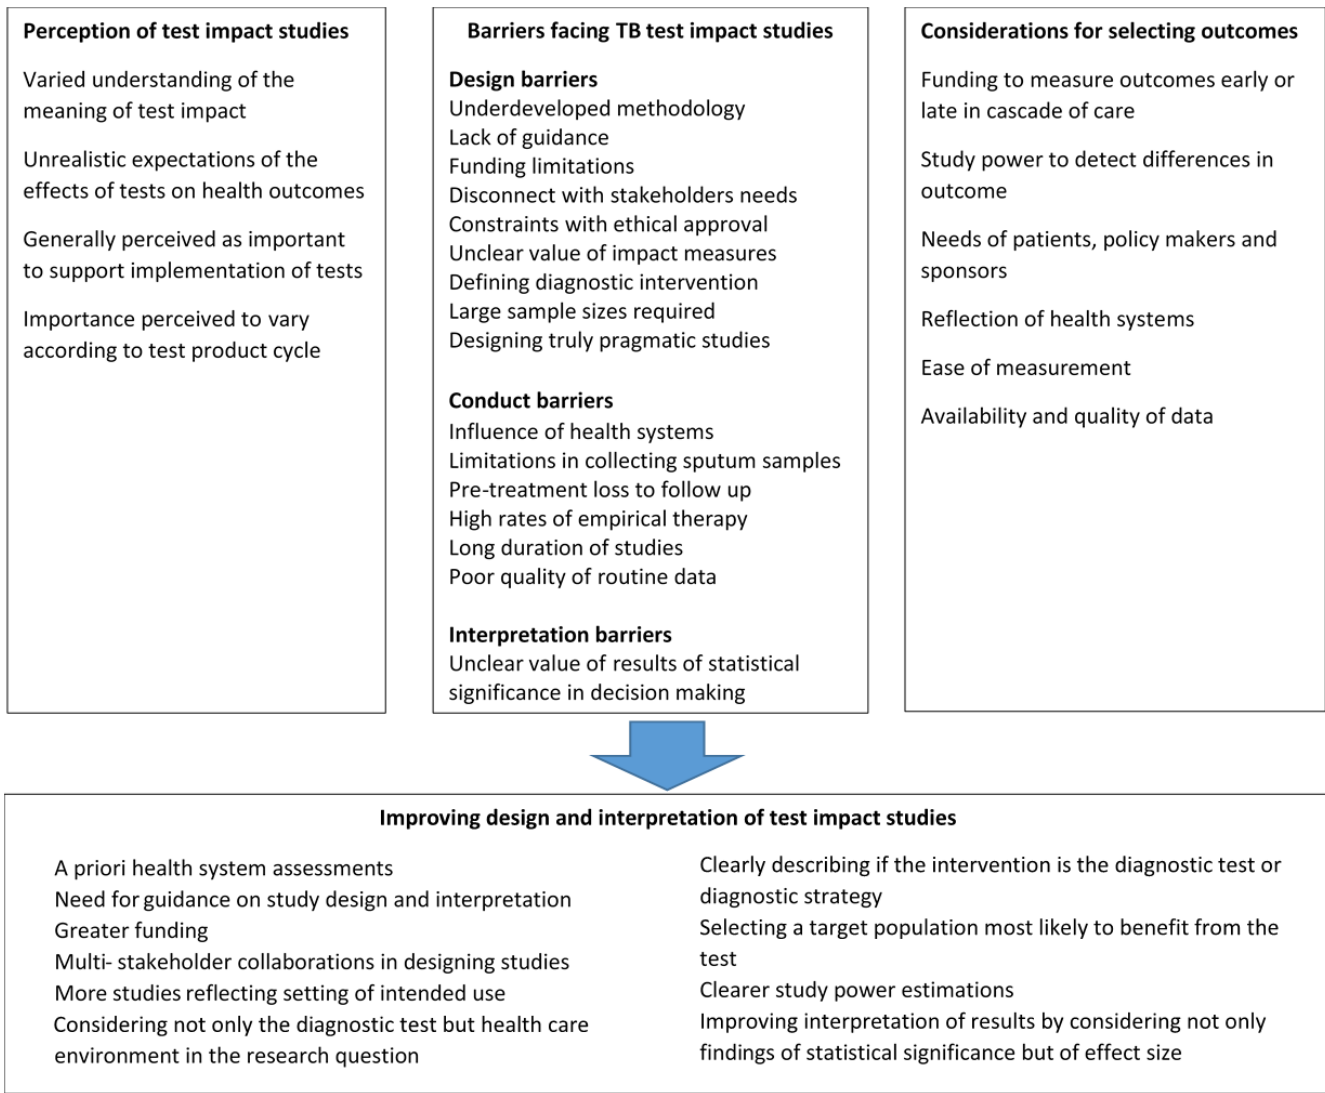 Perception of test impact studies
Varied understanding of the
meaning of test impact
Unrealistic expectations of the
effects of tests on health outcomes
Generally perceived as important
to support implementation of tests
Importance perceived to vary
according to test product cycle
Barriers facing TB test impact studies
Design barriers
Underdeveloped methodology
Lack of guidance
Funding limitations
Disconnect with stakeholders needs
Constraints with ethical approval
Unclear value of impact measures
Defining diagnostic intervention
Large sample sizes required
Designing truly pragmatic studies
Conduct barriers
Influence of health systems
Limitations in collecting sputum samples
Pre-treatment loss to follow up
High rates of empirical therapy
Long duration of studies
Poor quality of routine data
Interpretation barriers
Unclear value of results of statistical
significance in decision making
Considerations for selecting outcomes
Funding to measure outcomes early or
late in cascade of care
Study power to detect differences in
outcome
Needs of patients, policy makers and
sponsors
Reflection of health systems
Ease of measurement
Availability and quality of data
Improving design and interpretation of test impact studies
A priori health system assessments
Need for guidance on study design and interpretation
Greater funding
Multi- stakeholder collaborations in designing studies
More studies reflecting setting of intended use
Considering not only the diagnostic test but health care
environment in the research question
Clearly describing if the intervention is the diagnostic test or
diagnostic strategy
Selecting a target population most likely to benefit from the
test
Clearer study power estimations
Improving interpretation of results by considering not only
findings of statistical significance but of effect size